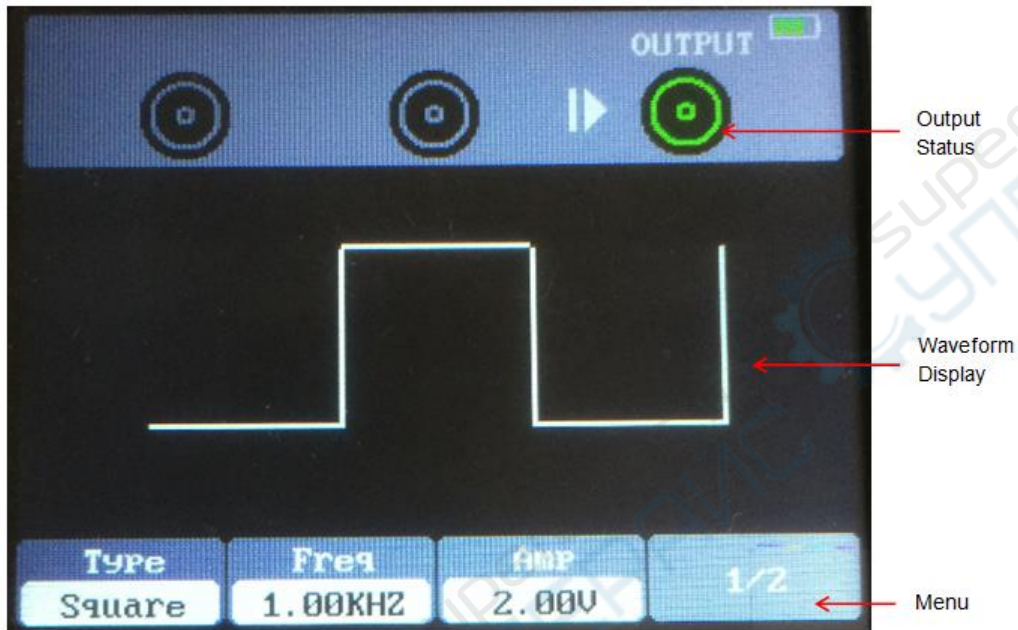 OUTPUT
Output
Status
Waveform
Display
Type
Freq
Amp
1/2
Square
1.00KHZ
2.00V
Menu